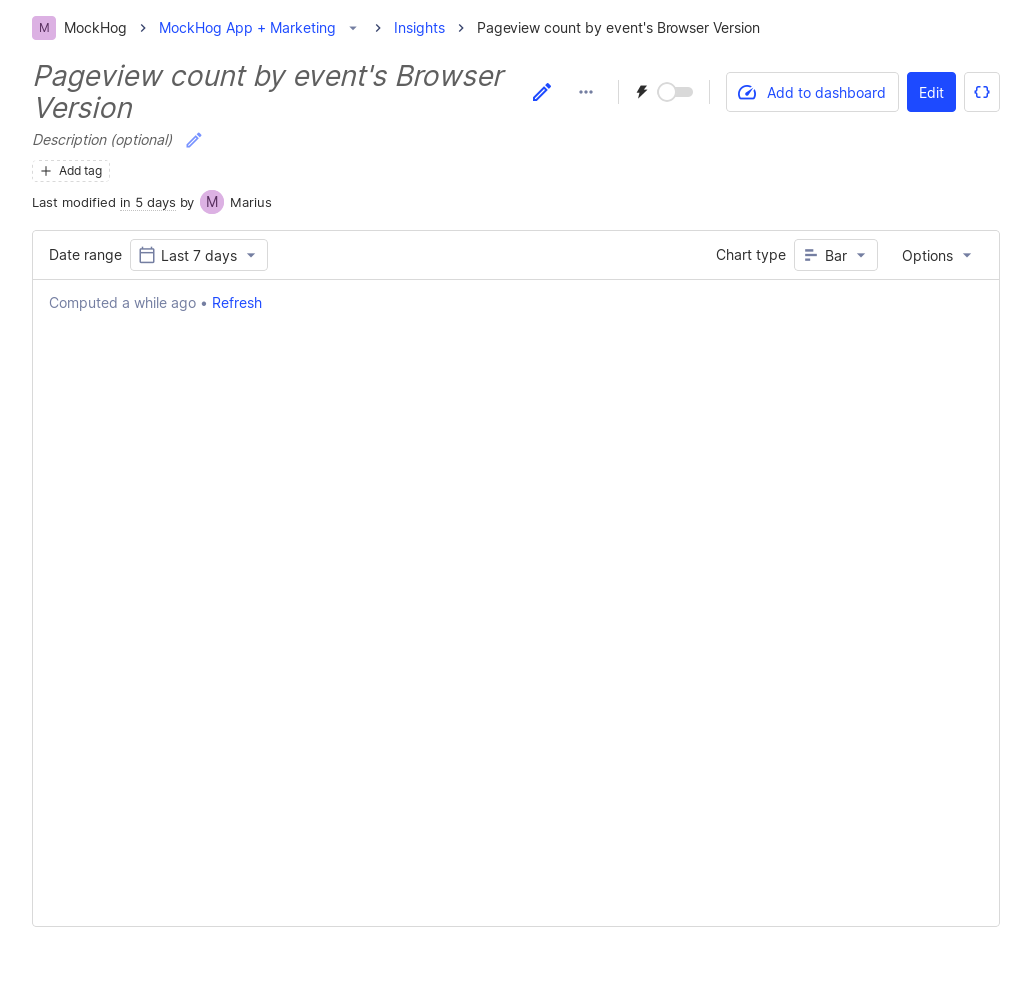 M MockHog MockHog App + Marketing Insights Pageview count by event's Browser Version
Pageview count by event's Browser
Version
Add to dashboard Edit
Description (optional)
Add tag
Last modified in 5 days by M Marius
Date range Last 7 days Chart type Bar Options
Computed a while ago • Refresh